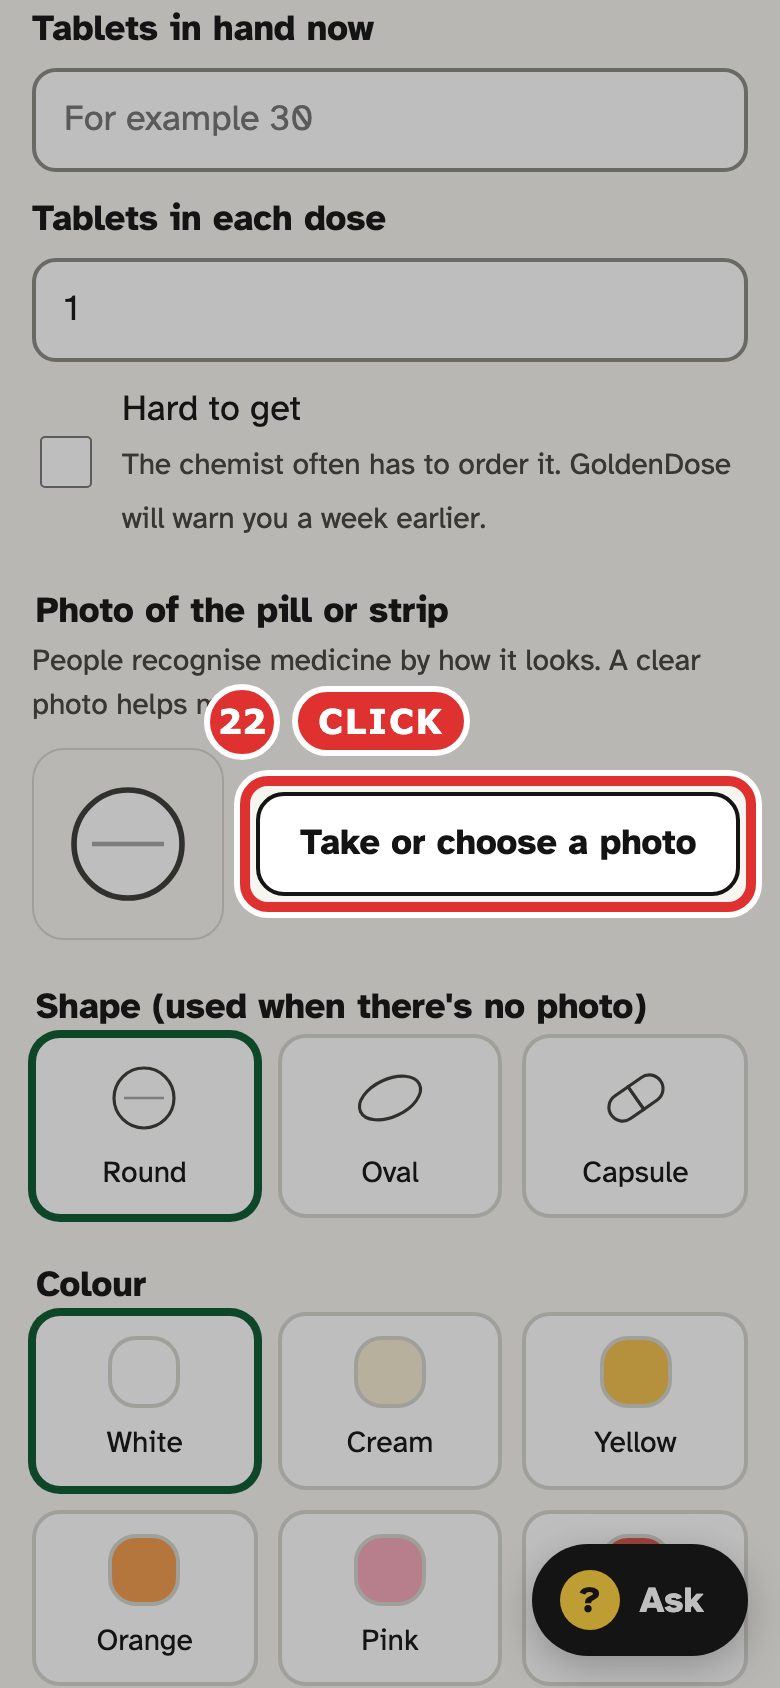 Tablets in hand now
For example 30
Tablets in each dose
1
Hard to get
The chemist often has to order it. GoldenDose
will warn you a week earlier.
Photo of the pill or strip
People recognise medicine by how it looks. A clear
photo helps
22 CLICK
Take or choose a photo
Shape (used when there's no photo)
Round Oval Capsule
Colour
White Cream Yellow
Orange Pink
? Ask